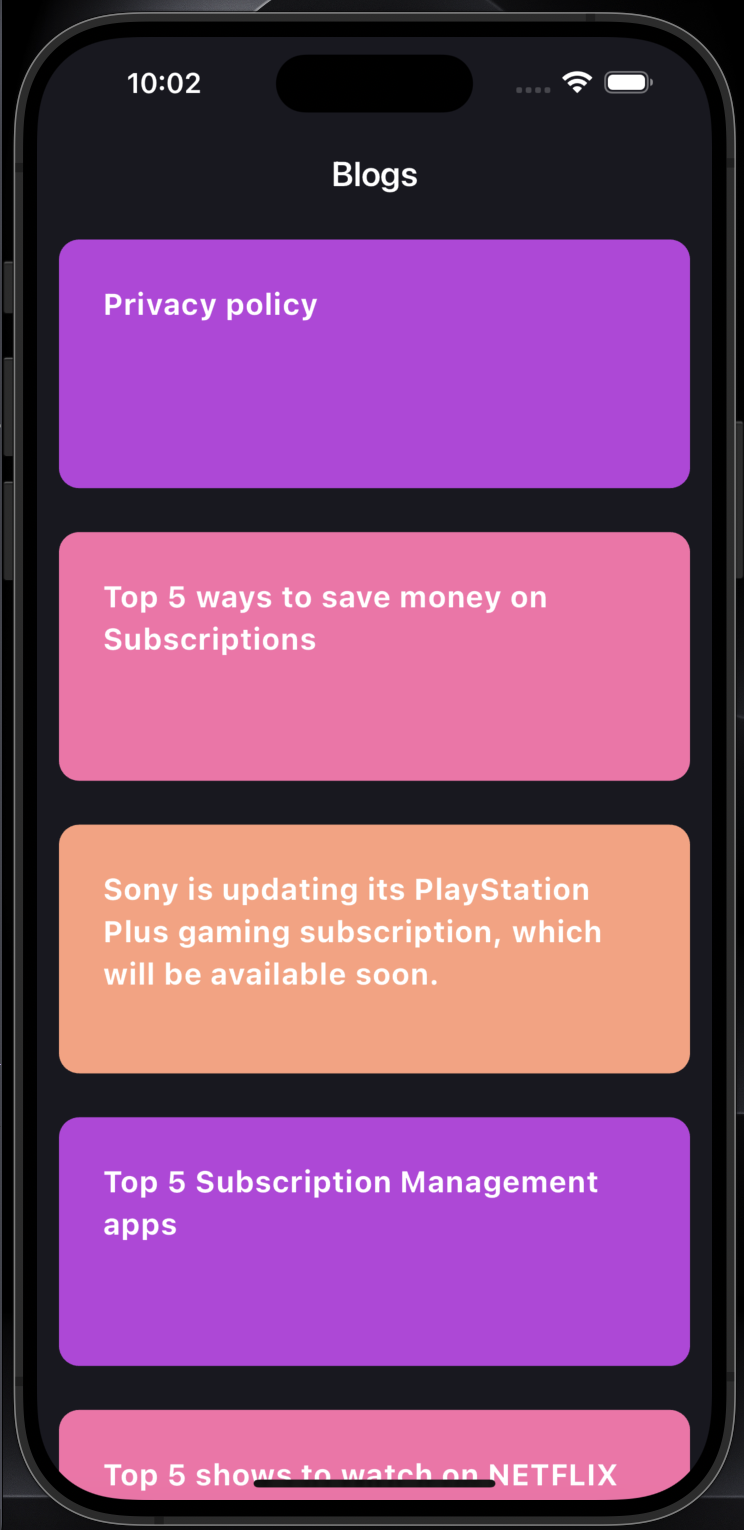 10:02
Blogs
Privacy policy
Top 5 ways to save money on
Subscriptions
Sony is updating its PlayStation
Plus gaming subscription, which
will be available soon.
Top 5 Subscription Management
apps
Top 5 shows to watch on NETFLIX